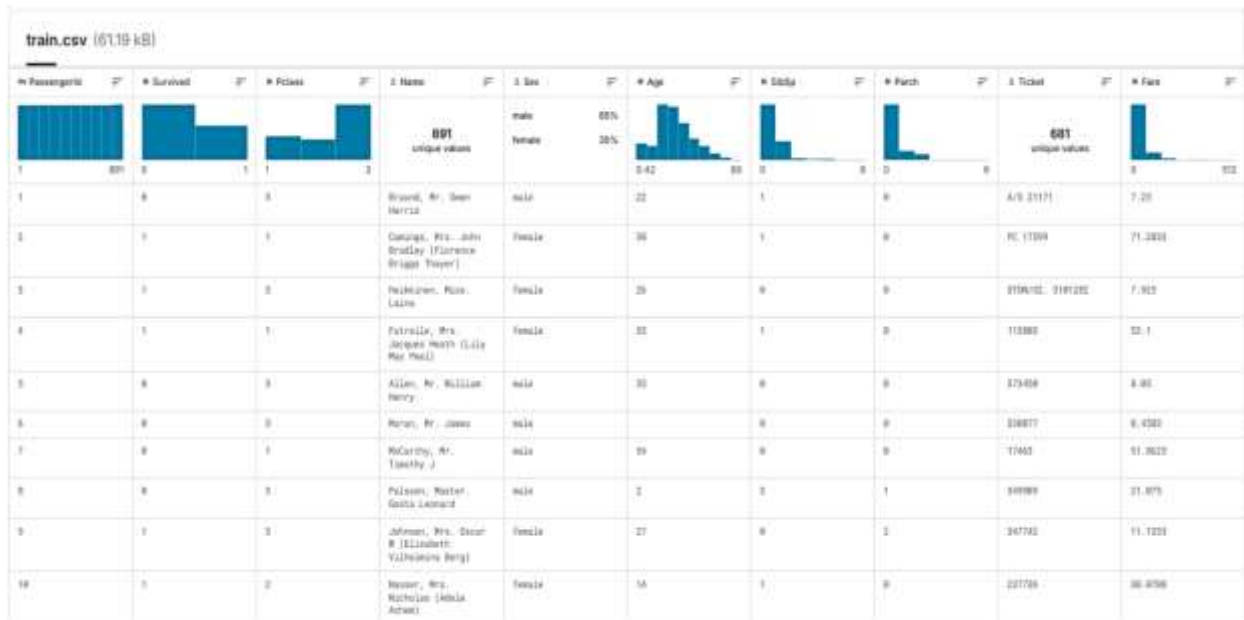 train.csv (61.19 kB)
PassengerId # Survived # Pclass Name Sex # Age # SibSp # Parch Ticket # Fare
891 unique values
male 65%
female 35%
681 unique values
1 891 0 1 1 3 0.42 80 0 8 0 6 0 512
1 0 3 Braund, Mr. Owen Harris male 22 1 0 A/5 21171 7.25
2 1 1 Cumings, Mrs. John Bradley (Florence Briggs Thayer) female 38 1 0 PC 17599 71.2833
3 1 3 Heikkinen, Miss. Laina female 26 0 0 STON/O2. 3101282 7.925
4 1 1 Futrelle, Mrs. Jacques Heath (Lily May Peel) female 35 1 0 113803 53.1
5 0 3 Allen, Mr. William Henry male 35 0 0 373450 8.05
6 0 3 Moran, Mr. James male 0 0 330877 8.4583
7 0 1 McCarthy, Mr. Timothy J male 54 0 0 17463 51.8625
8 0 3 Palsson, Master. Gosta Leonard male 2 3 1 349909 21.075
9 1 3 Johnson, Mrs. Oscar W (Elisabeth Vilhelmina Berg) female 27 0 2 347742 11.1333
10 1 2 Nasser, Mrs. Nicholas (Adele Achem) female 14 1 0 237736 30.0708